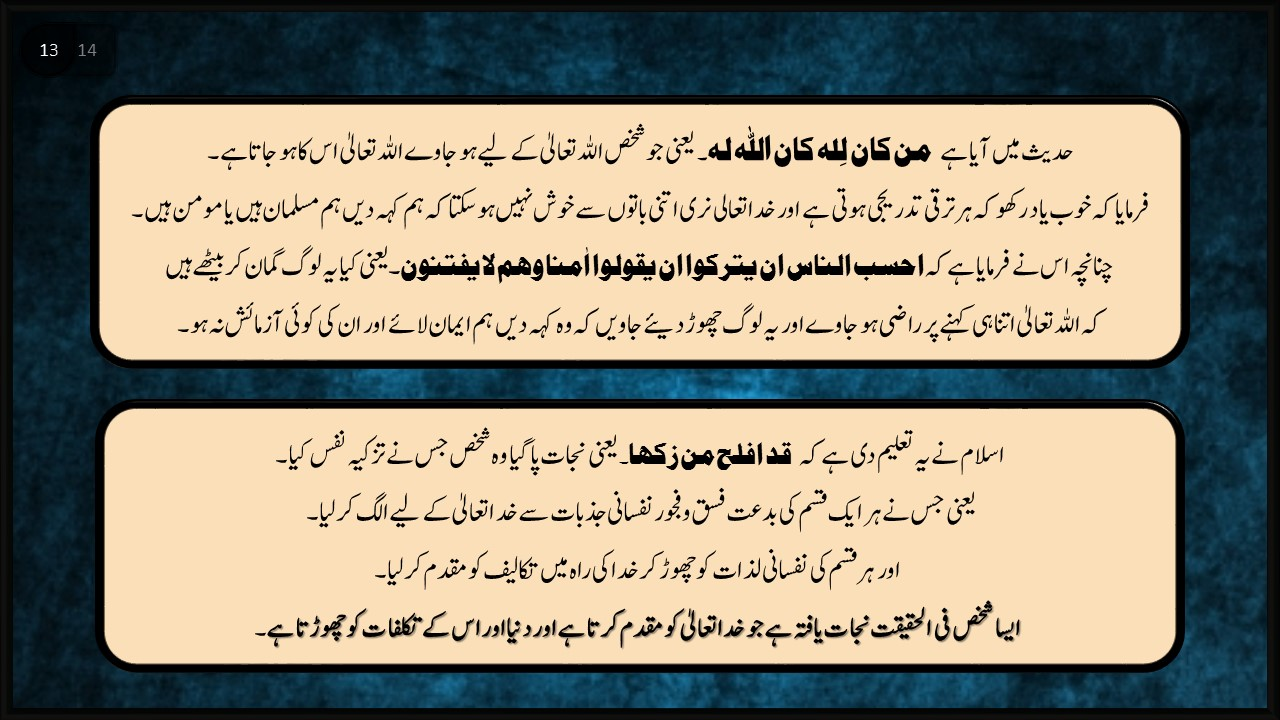 13 14
حدیث میں آیا ہے من کان لِله کان اللّٰه له۔ یعنی جو شخص اللہ تعالیٰ کے لیے ہو جاوے اللہ تعالیٰ اس کا ہو جاتا ہے۔
فرمایا کہ خوب یاد رکھو کہ ہر ترقی تدریجی ہوتی ہے اور خدا تعالی نری اتنی باتوں سے خوش نہیں ہو سکتا کہ ہم کہہ دیں ہم مسلمان ہیں یا مومن ہیں۔
چنانچہ اس نے فرمایا ہے کہ احسب الناس ان یترکوا ان یقولوا اٰمنا وهم لا یفتنون۔ یعنی کیا یہ لوگ گمان کر بیٹھے ہیں
کہ اللہ تعالیٰ اتنا ہی کہنے پر راضی ہو جاوے اور یہ لوگ چھوڑ دیئے جاویں کہ وہ کہہ دیں ہم ایمان لائے اور ان کی کوئی آزمائش نہ ہو۔
اسلام نے یہ تعلیم دی ہے کہ قد افلح من زکها۔ یعنی نجات پا گیا وہ شخص جس نے تزکیہ نفس کیا۔
یعنی جس نے ہر ایک قسم کی بدعت فسق و فجور نفسانی جذبات سے خدا تعالیٰ کے لیے الگ کر لیا۔
اور ہر قسم کی نفسانی لذات کو چھوڑ کر خدا کی راہ میں تکالیف کو مقدم کر لیا۔
ایسا شخص فی الحقیقت نجات یافتہ ہے جو خدا تعالیٰ کو مقدم کرتا ہے اور دنیا اور اس کے تکلفات کو چھوڑتا ہے۔